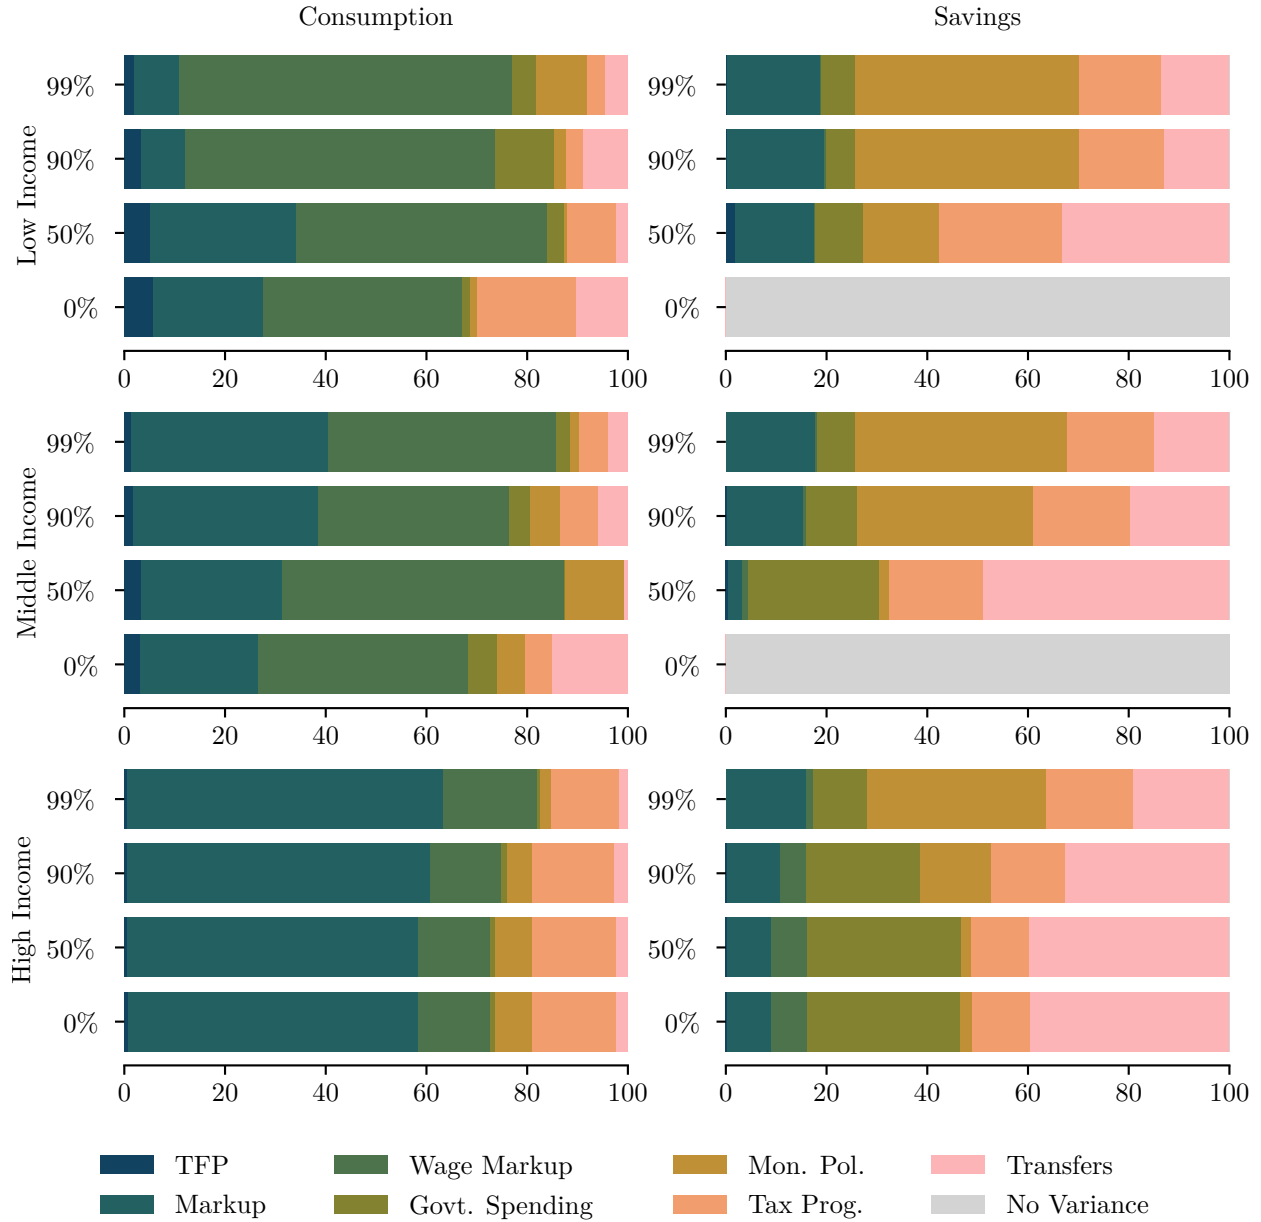 Consumption Savings
Low Income
99% 99%
90% 90%
50% 50%
0% 0%
0 20 40 60 80 100 0 20 40 60 80 100
Middle Income
99% 99%
90% 90%
50% 50%
0% 0%
0 20 40 60 80 100 0 20 40 60 80 100
High Income
99% 99%
90% 90%
50% 50%
0% 0%
0 20 40 60 80 100 0 20 40 60 80 100
TFP Wage Markup Mon. Pol. Transfers
Markup Govt. Spending Tax Prog. No Variance